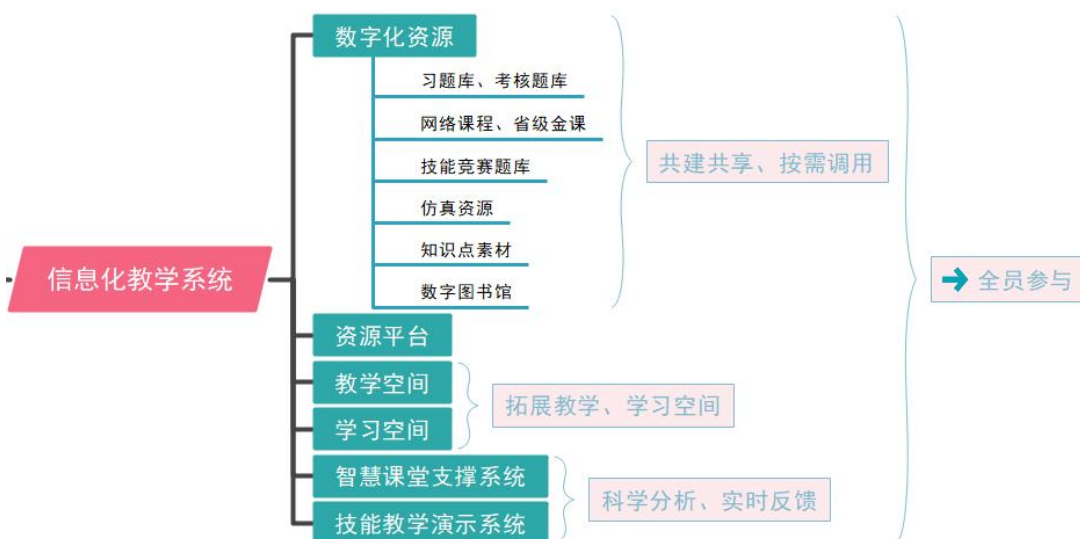 数字化资源
习题库、考核题库
网络课程、省级金课
技能竞赛题库
仿真资源
知识点素材
数字图书馆
共建共享、按需调用
信息化教学系统
全员参与
资源平台
教学空间
学习空间
拓展教学、学习空间
智慧课堂支撑系统
技能教学演示系统
科学分析、实时反馈